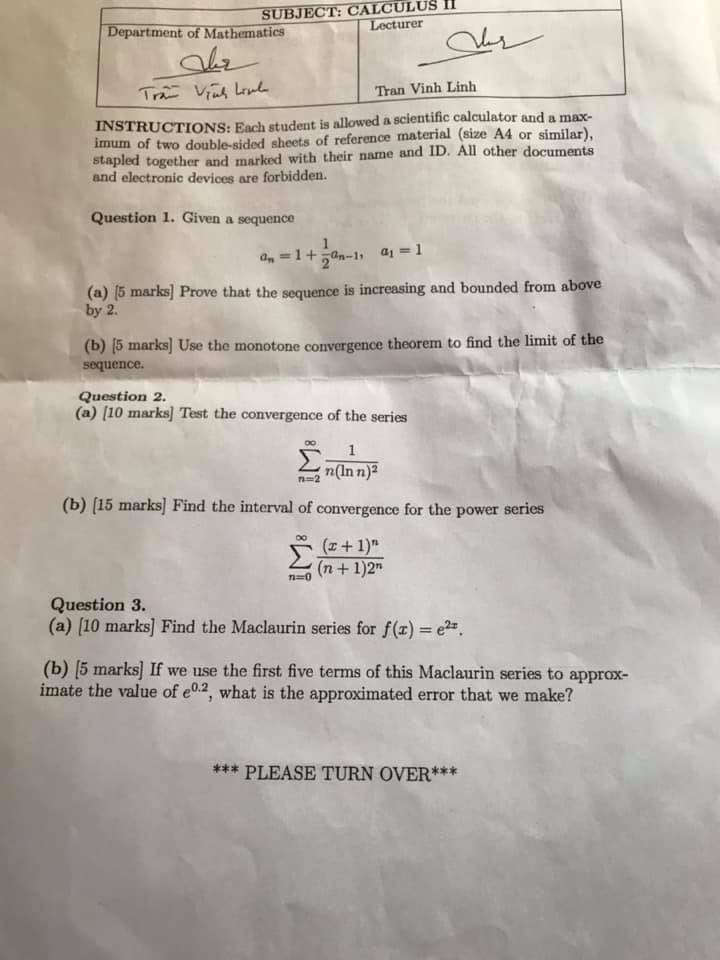 SUBJECT: CALCULUS II
Department of Mathematics
Lecturer
Trần Vĩnh Linh
Tran Vinh Linh
INSTRUCTIONS: Each student is allowed a scientific calculator and a max-
imum of two double-sided sheets of reference material (size A4 or similar),
stapled together and marked with their name and ID. All other documents
and electronic devices are forbidden.
Question 1. Given a sequence
a_n = 1 + \frac{1}{2}a_{n-1}, a_1 = 1
(a) [5 marks] Prove that the sequence is increasing and bounded from above
by 2.
(b) [5 marks] Use the monotone convergence theorem to find the limit of the
sequence.
Question 2.
(a) [10 marks] Test the convergence of the series
\sum_{n=2}^{\infty} \frac{1}{n(\ln n)^2}
(b) [15 marks] Find the interval of convergence for the power series
\sum_{n=0}^{\infty} \frac{(x+1)^n}{(n+1)2^n}
Question 3.
(a) [10 marks] Find the Maclaurin series for f(x) = e^{2x}.
(b) [5 marks] If we use the first five terms of this Maclaurin series to approx-
imate the value of e^{0.2}, what is the approximated error that we make?
*** PLEASE TURN OVER***